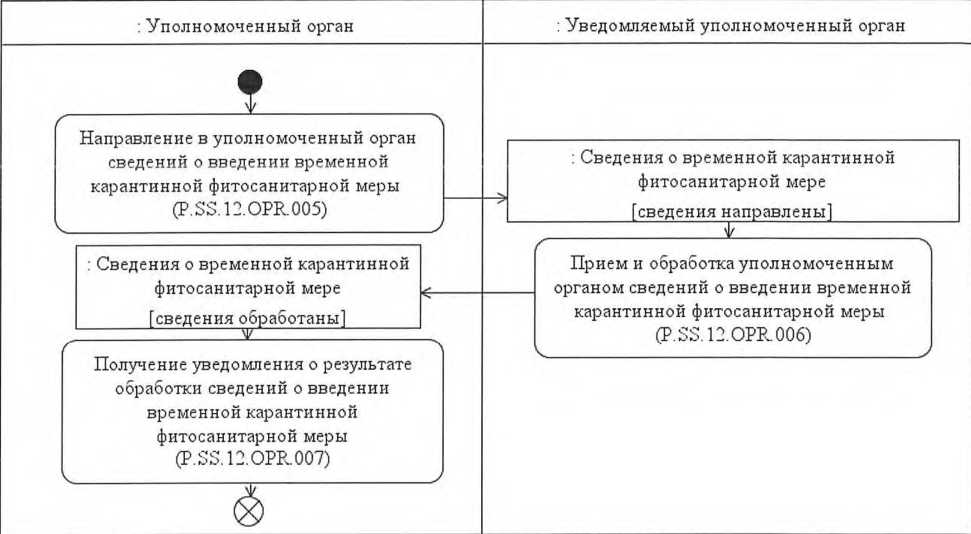 : Уполномоченный орган
: Уведомляемый уполномоченный орган
Направление в уполномоченный орган
сведений о введении временной
карантинной фитосанитарной меры
(P.SS.12.OPR.005)
: Сведения о временной карантинной
фитосанитарной мере
[сведения направлены]
Прием и обработка уполномоченным
органом сведений о введении временной
карантинной фитосанитарной меры
(P.SS.12.OPR.006)
: Сведения о временной карантинной
фитосанитарной мере
[сведения обработаны]
Получение уведомления о результате
обработки сведений о введении
временной карантинной
фитосанитарной меры
(P.SS.12.OPR.007)